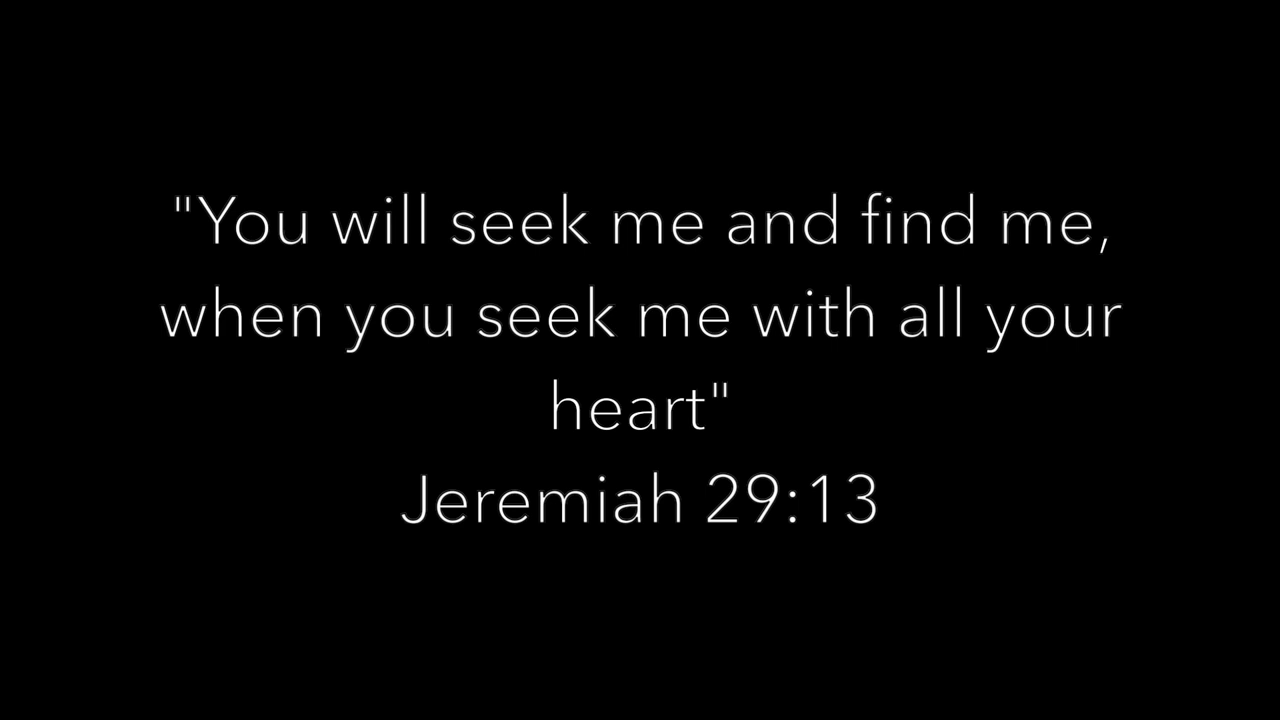 "You will seek me and find me,
when you seek me with all your
heart"
Jeremiah 29:13